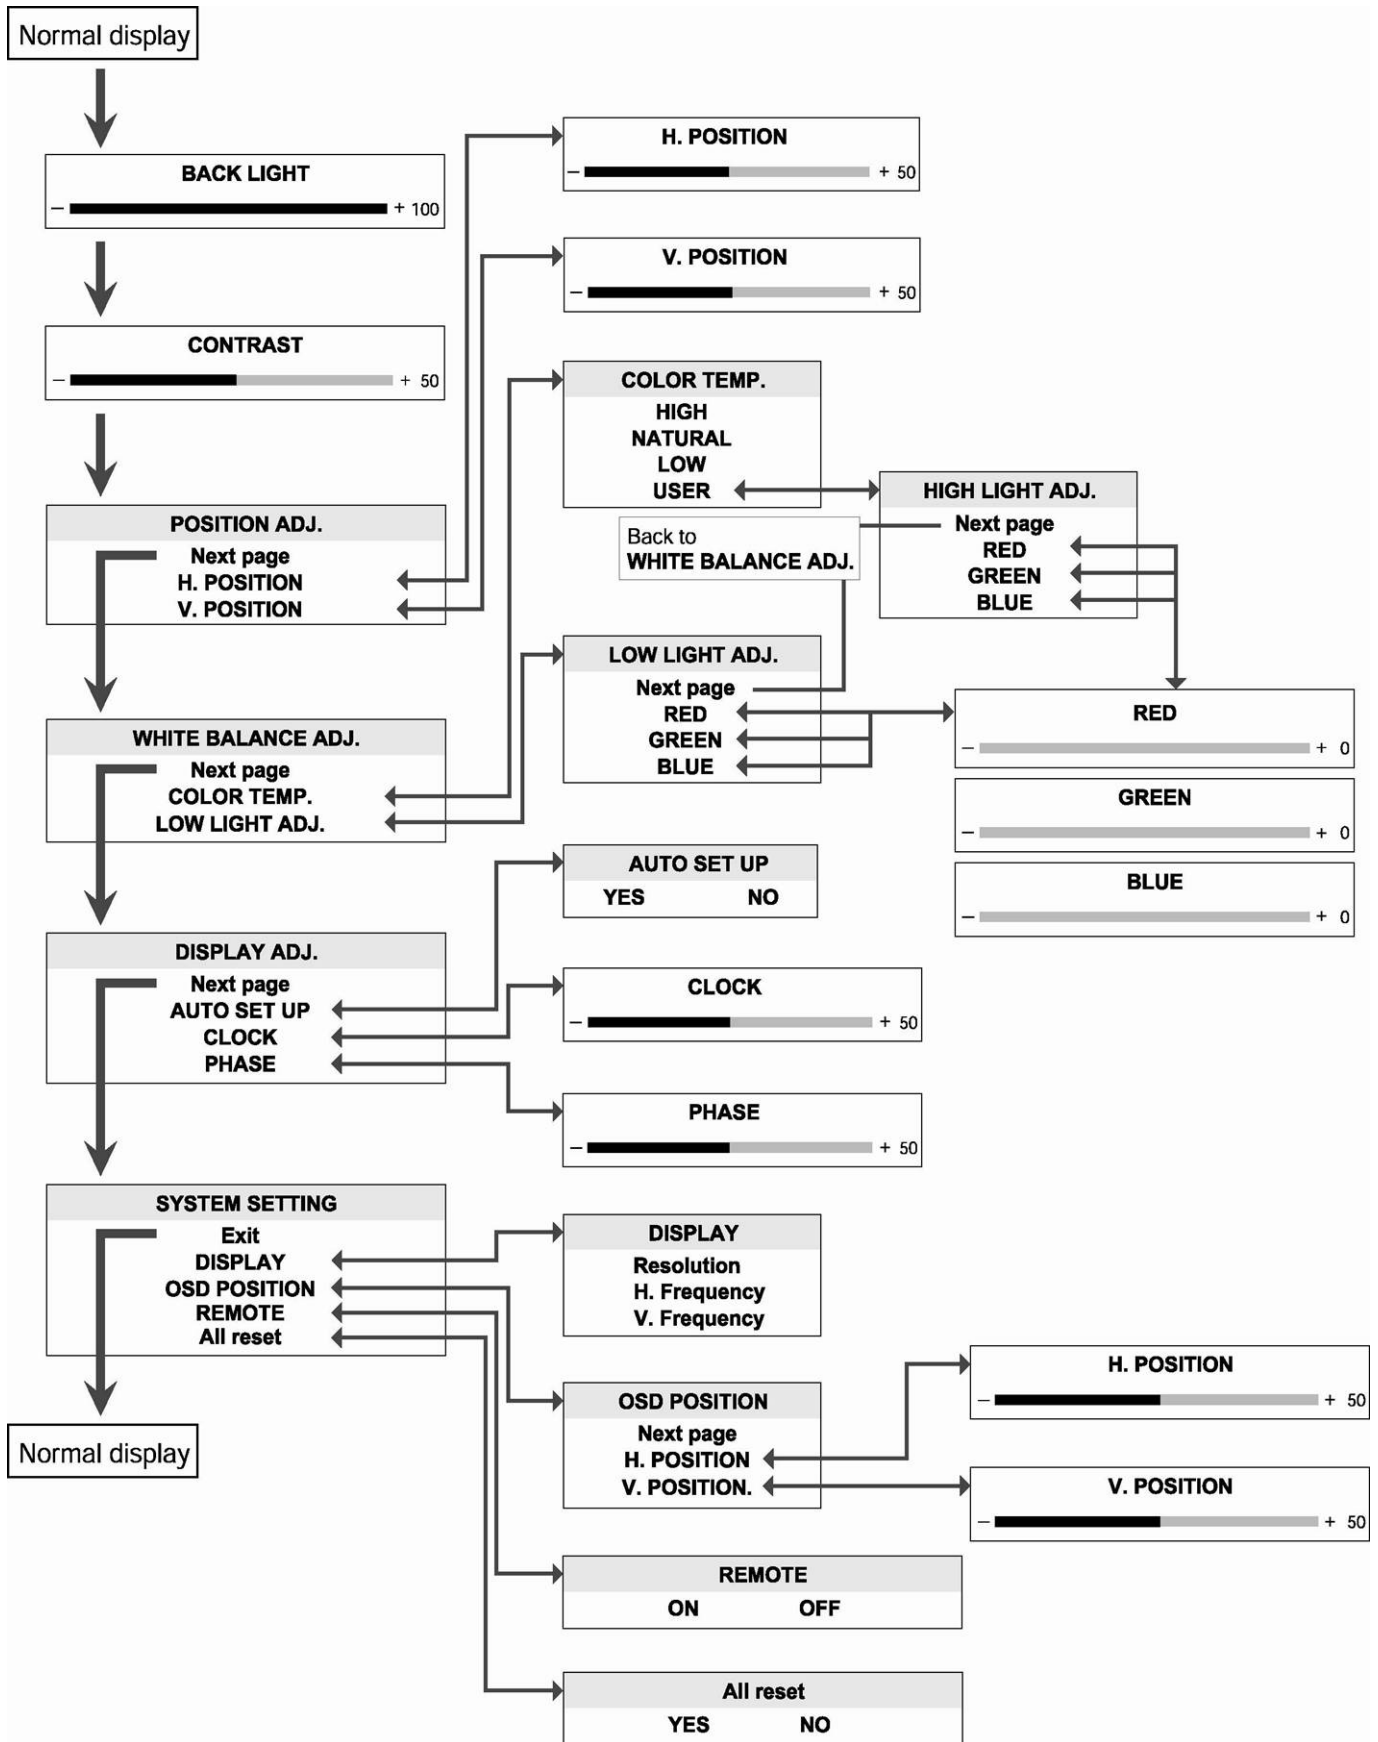 Normal display
BACK LIGHT
– + 100
CONTRAST
– + 50
POSITION ADJ.
Next page
H. POSITION
V. POSITION
WHITE BALANCE ADJ.
Next page
COLOR TEMP.
LOW LIGHT ADJ.
DISPLAY ADJ.
Next page
AUTO SET UP
CLOCK
PHASE
SYSTEM SETTING
Exit
DISPLAY
OSD POSITION
REMOTE
All reset
Normal display
H. POSITION
– + 50
V. POSITION
– + 50
COLOR TEMP.
HIGH
NATURAL
LOW
USER
HIGH LIGHT ADJ.
Next page
RED
GREEN
BLUE
Back to
WHITE BALANCE ADJ.
LOW LIGHT ADJ.
Next page
RED
GREEN
BLUE
RED
– + 0
GREEN
– + 0
BLUE
– + 0
AUTO SET UP
YES NO
CLOCK
– + 50
PHASE
– + 50
DISPLAY
Resolution
H. Frequency
V. Frequency
OSD POSITION
Next page
H. POSITION
V. POSITION.
H. POSITION
– + 50
V. POSITION
– + 50
REMOTE
ON OFF
All reset
YES NO